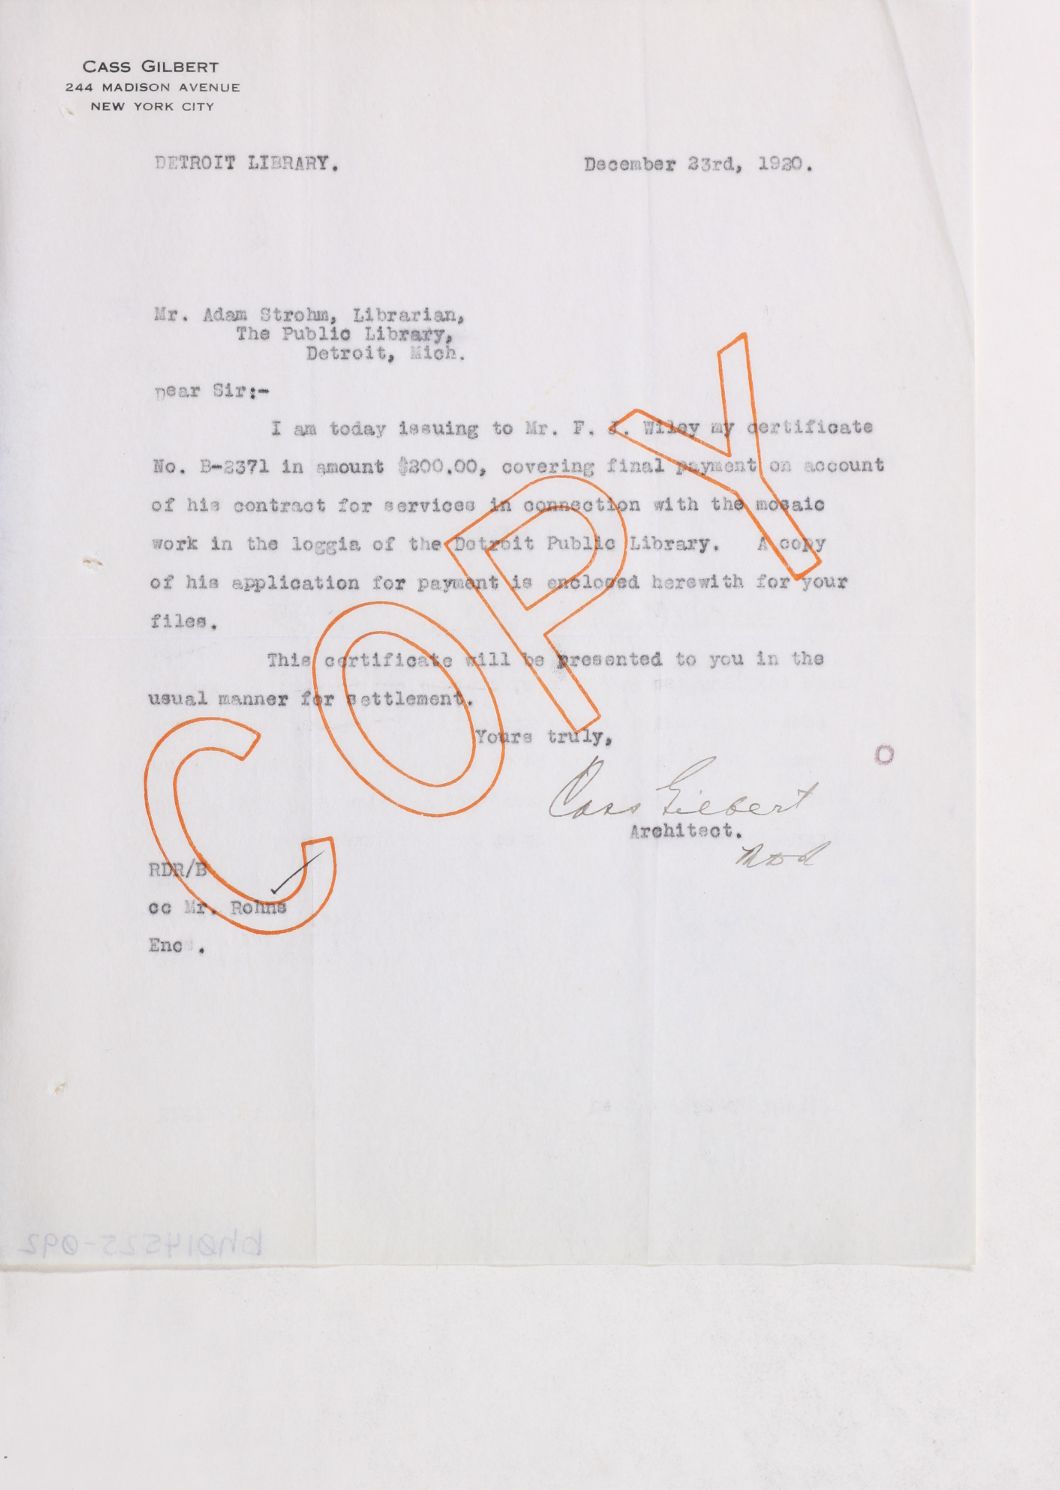 CASS GILBERT
244 MADISON AVENUE
NEW YORK CITY
DETROIT LIBRARY. December 23rd, 1920.
Mr. Adam Strohm, Librarian,
The Public Library,
Detroit, Mich.
Dear Sir:-
I am today issuing to Mr. F. J. Wiley my certificate
No. B-2371 in amount $200.00, covering final payment on account
of his contract for services in connection with the mosaic
work in the loggia of the Detroit Public Library. A copy
of his application for payment is enclosed herewith for your
files.
This certificate will be presented to you in the
usual manner for settlement.
Yours truly,
Cass Gilbert
Architect.
RDR/B
cc Mr. Rohns
Enc .
COPY
bh014525-092